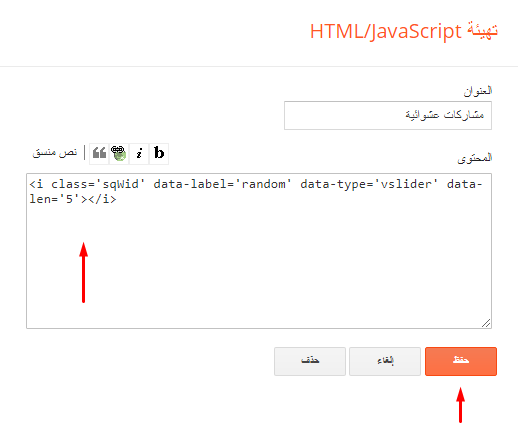 تهيئة HTML/JavaScript
العنوان
مشاركات عشوائية
المحتوى
b i نص منسق
<i class='sqWid' data-label='random' data-type='vslider' data-
len='5'></i>
حفظ إلغاء حذف